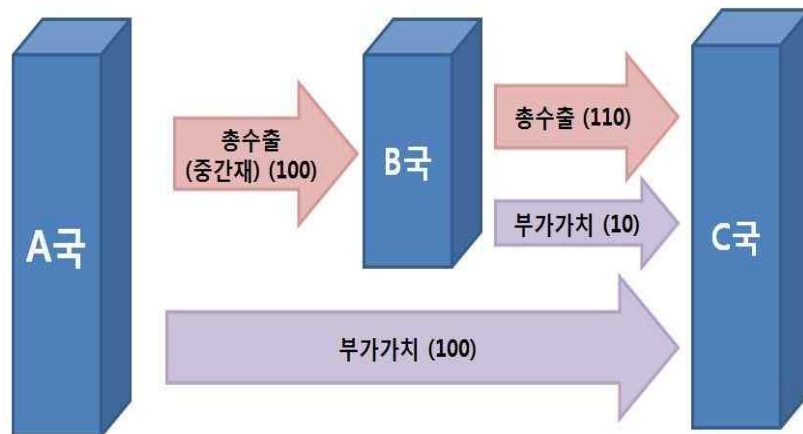 A국
총수출
(중간재) (100)
B국
총수출 (110)
부가가치 (10)
C국
부가가치 (100)